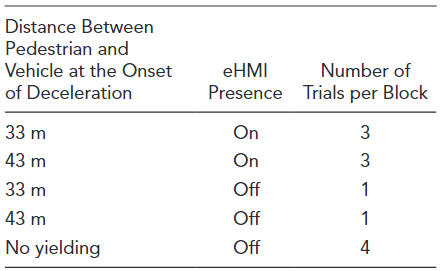 Distance Between
Pedestrian and
Vehicle at the Onset eHMI Number of
of Deceleration Presence Trials per Block
33 m On 3
43 m On 3
33 m Off 1
43 m Off 1
No yielding Off 4